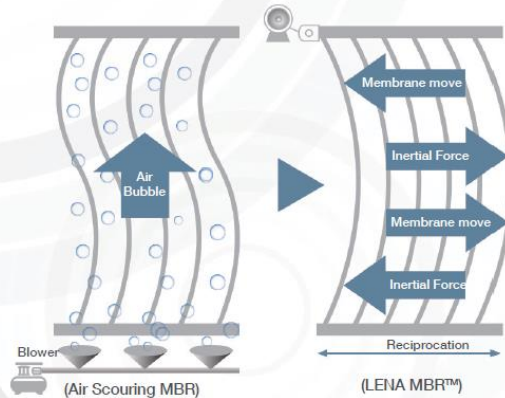 Air
Bubble
Blower
(Air Scouring MBR)
Membrane move
Inertial Force
Membrane move
Inertial Force
Reciprocation
(LENA MBR™)